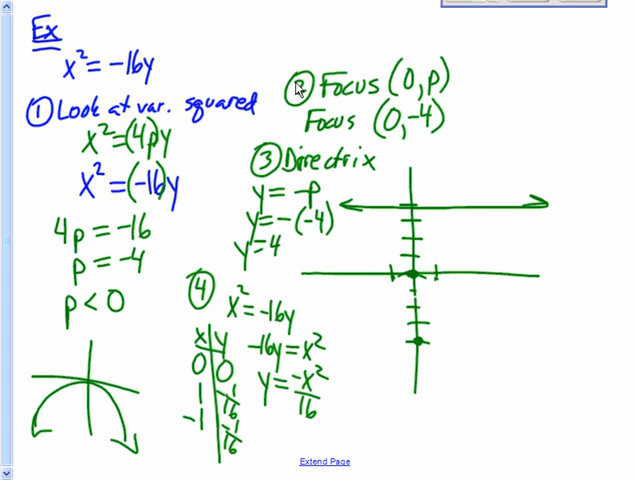 Ex
x² = -16y
① Look at var. squared
x² = (4p)y
x² = (-16)y
4p = -16
p = -4
p < 0
② Focus (0, p)
Focus (0, -4)
③ Directrix
y = -p
y = -(-4)
y = 4
④
x² = -16y
-16y = x²
y = -x²/16
x | y
0 | 0
1 | -1/16
-1 | -1/16
Extend Page